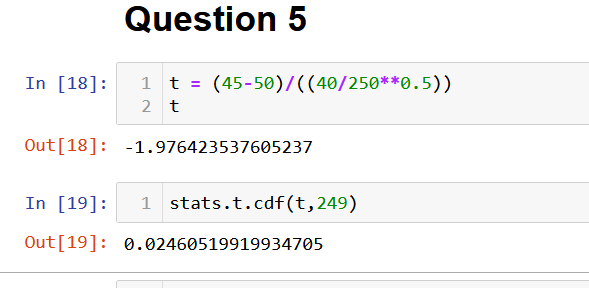 Question 5
In [18]: 1 t = (45-50)/((40/250**0.5))
2 t
Out[18]: -1.976423537605237
In [19]: 1 stats.t.cdf(t,249)
Out[19]: 0.02460519919934705